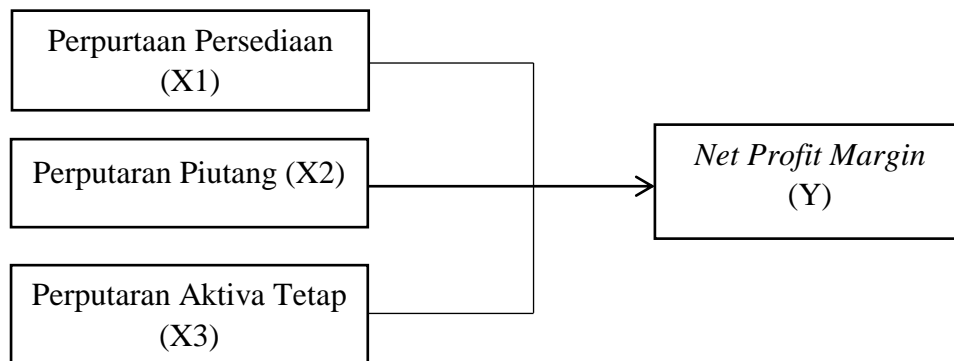 Perpurtaan Persediaan
(X1)
Perputaran Piutang (X2)
Net Profit Margin
(Y)
Perputaran Aktiva Tetap
(X3)